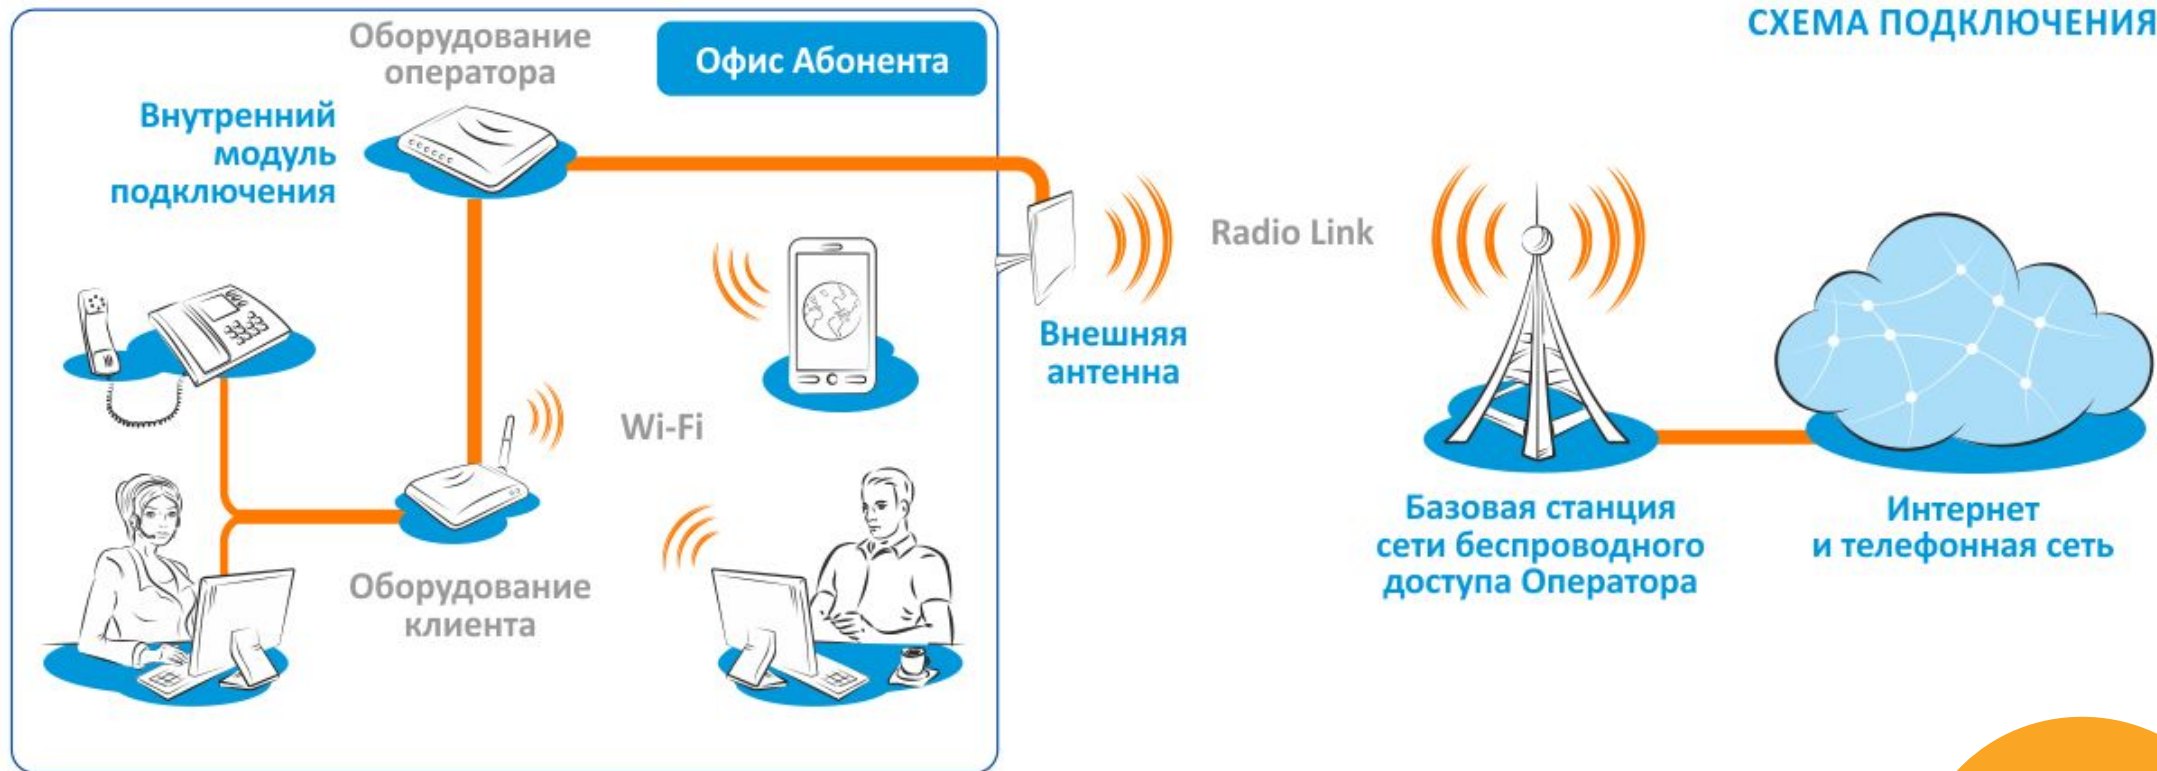 СХЕМА ПОДКЛЮЧЕНИЯ
Оборудование
оператора
Офис Абонента
Внутренний
модуль
подключения
Radio Link
Внешняя
антенна
Wi-Fi
Оборудование
клиента
Базовая станция
сети беспроводного
доступа Оператора
Интернет
и телефонная сеть